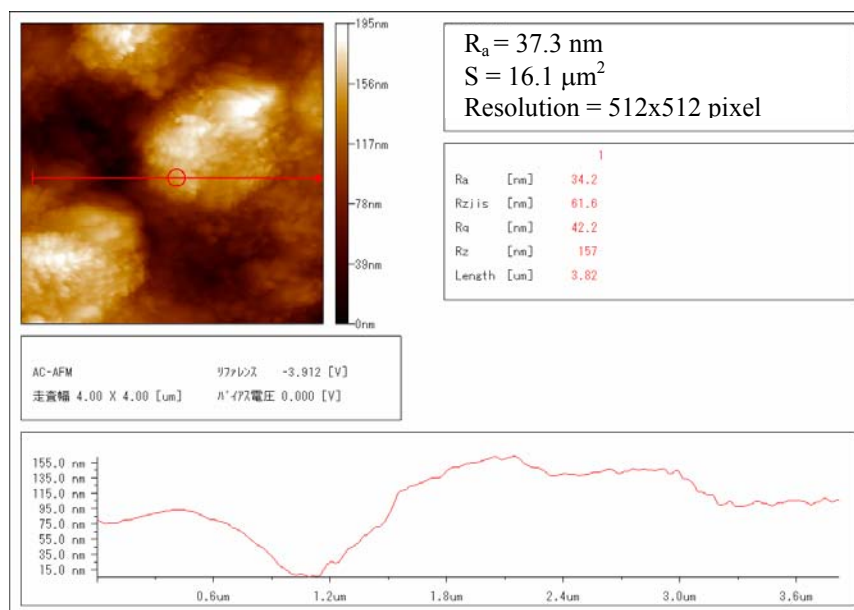 195nm
156nm
117nm
78nm
39nm
0nm
Rₐ = 37.3 nm
S = 16.1 μm²
Resolution = 512x512 pixel
1
Ra [nm] 34.2
Rzjis [nm] 61.6
Rq [nm] 42.2
Rz [nm] 157
Length [um] 3.82
AC-AFM ﾘﾌｧﾚﾝｽ -3.912 [V]
走査幅 4.00 X 4.00 [um] ﾊﾞｲｱｽ電圧 0.000 [V]
155.0 nm
135.0 nm
115.0 nm
95.0 nm
75.0 nm
55.0 nm
35.0 nm
15.0 nm
0.6um 1.2um 1.8um 2.4um 3.0um 3.6um